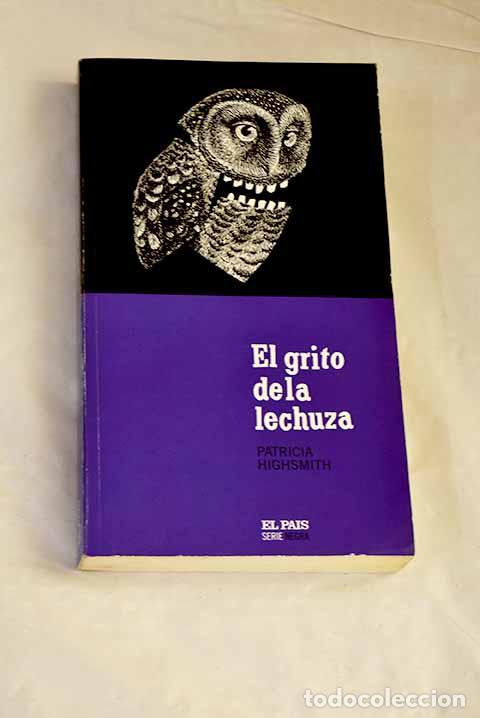 El grito
de la
lechuza
PATRICIA
HIGHSMITH
EL PAIS
SERIE NEGRA
todocoleccion